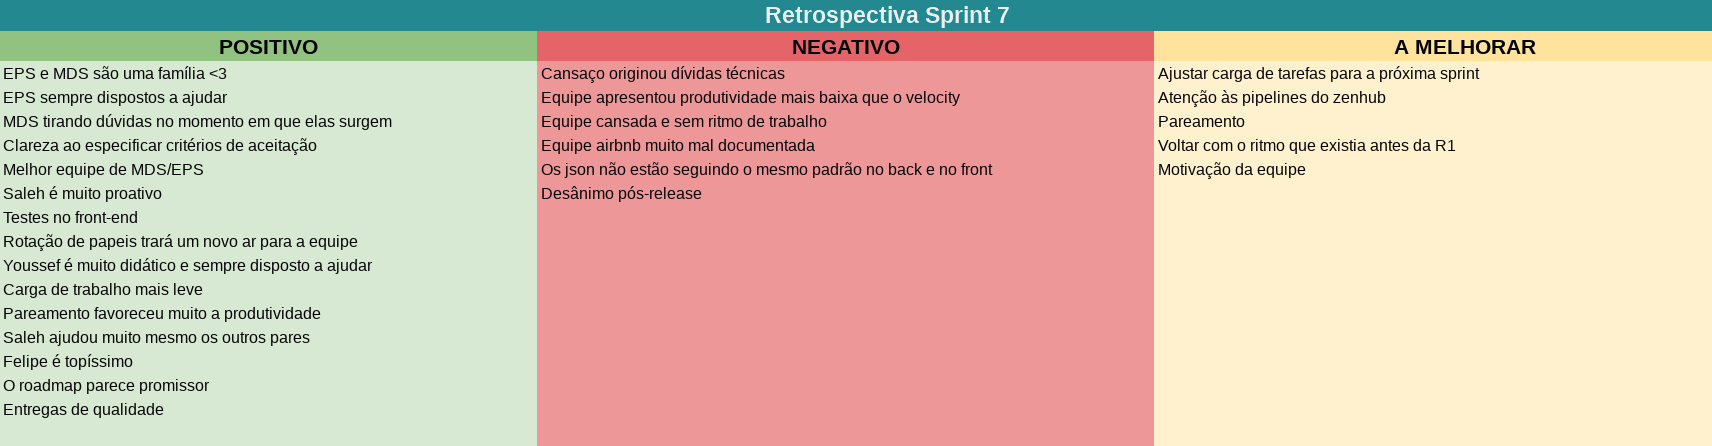 Retrospectiva Sprint 7
POSITIVO
EPS e MDS são uma família <3
EPS sempre dispostos a ajudar
MDS tirando dúvidas no momento em que elas surgem
Clareza ao especificar critérios de aceitação
Melhor equipe de MDS/EPS
Saleh é muito proativo
Testes no front-end
Rotação de papeis trará um novo ar para a equipe
Youssef é muito didático e sempre disposto a ajudar
Carga de trabalho mais leve
Pareamento favoreceu muito a produtividade
Saleh ajudou muito mesmo os outros pares
Felipe é topíssimo
O roadmap parece promissor
Entregas de qualidade
NEGATIVO
Cansaço originou dívidas técnicas
Equipe apresentou produtividade mais baixa que o velocity
Equipe cansada e sem ritmo de trabalho
Equipe airbnb muito mal documentada
Os json não estão seguindo o mesmo padrão no back e no front
Desânimo pós-release
A MELHORAR
Ajustar carga de tarefas para a próxima sprint
Atenção às pipelines do zenhub
Pareamento
Voltar com o ritmo que existia antes da R1
Motivação da equipe